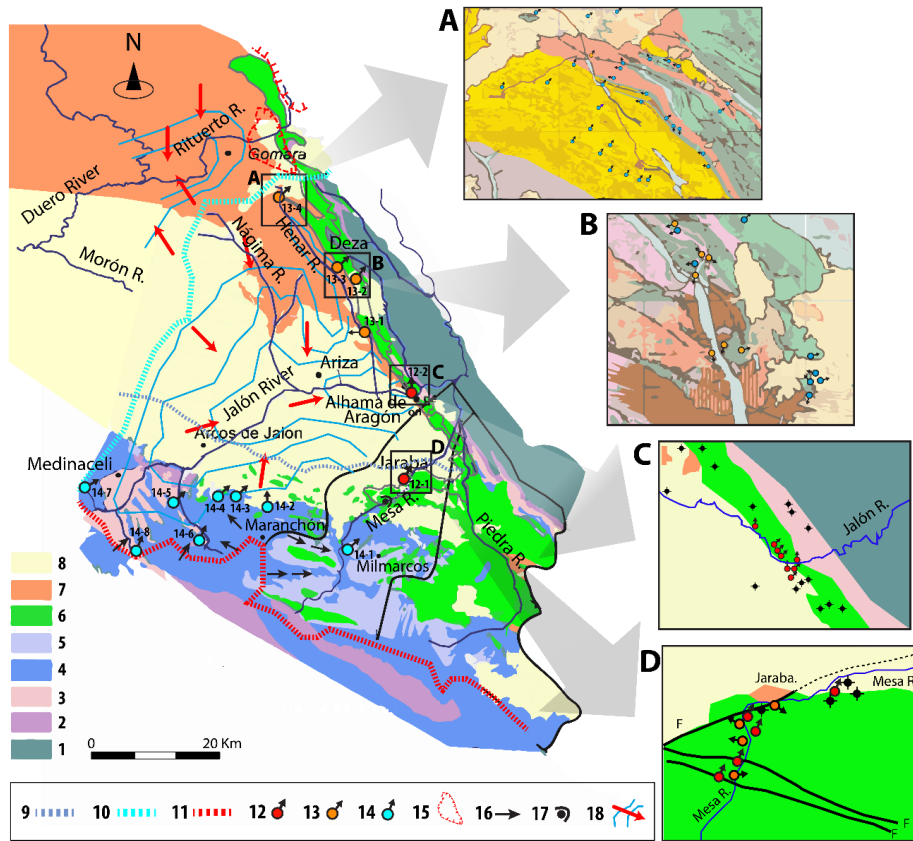 A
N
Rituerto R.
Gomara
Duero River
A
13-4
Nágima R.
Henar R.
Morón R.
Deza
B
13-3
13-2
B
13-1
Ariza
12-2
C
Jalón River
Alhama de
Aragón
Arcos de Jalon
D
Jaraba
12-1
Medinaceli
14-7
14-5
14-4
14-3
14-2
Mesa R.
Piedra R.
Maranchón
14-8
14-6
14-1
Milmarcos
C
Jalón R.
8
7
6
5
4
3
2
1
0 20 Km
D
Jaraba.
Mesa R
F
Mesa R.
F
F
9 10 11 12 13 14 15 16 17 18